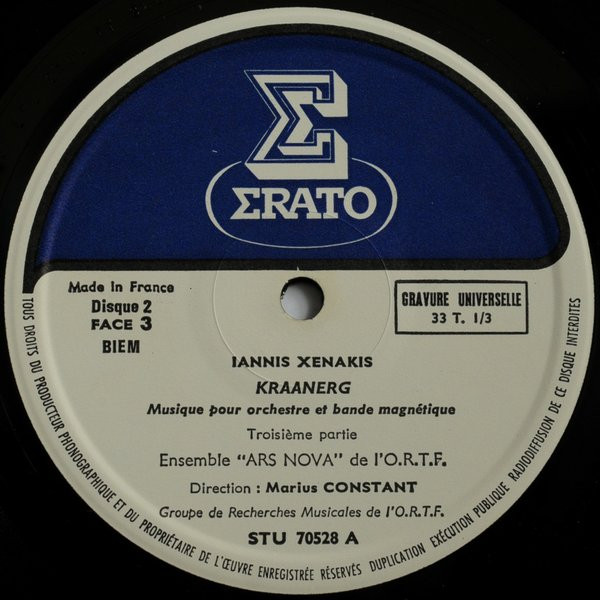 Σ
ΣRATO
Made in France
Disque 2
FACE 3
BIEM
GRAVURE UNIVERSELLE
33 T. 1/3
IANNIS XENAKIS
KRAANERG
Musique pour orchestre et bande magnétique
Troisième partie
Ensemble “ARS NOVA” de l'O.R.T.F.
Direction : Marius CONSTANT
Groupe de Recherches Musicales de l'O.R.T.F.
STU 70528 A
TOUS DROITS DU PRODUCTEUR PHONOGRAPHIQUE ET DU PROPRIÉTAIRE DE L'ŒUVRE ENREGISTRÉE RÉSERVÉS DUPLICATION EXÉCUTION PUBLIQUE RADIODIFFUSION DE CE DISQUE INTERDITES